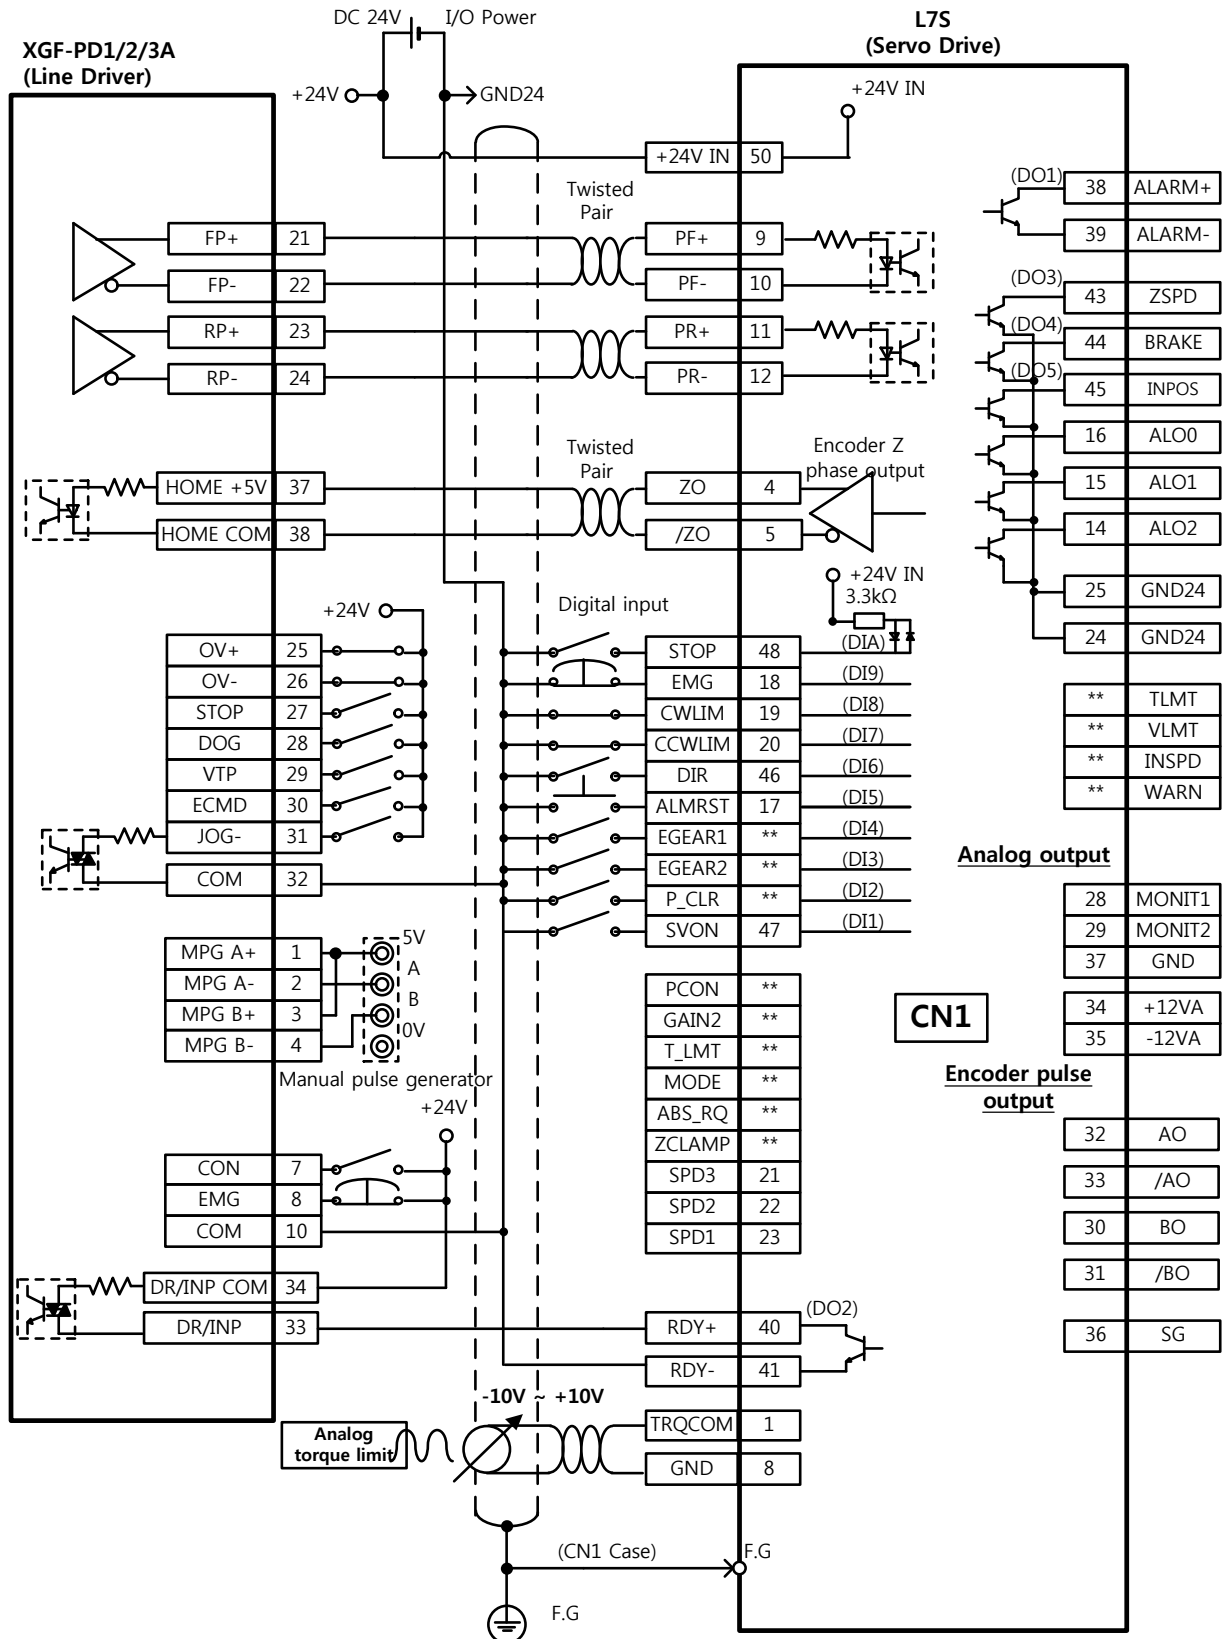 DC 24V
I/O Power
L7S
(Servo Drive)
XGF-PD1/2/3A
(Line Driver)
+24V
GND24
+24V IN
+24V IN 50
Twisted
Pair
FP+ 21
FP- 22
RP+ 23
RP- 24
PF+ 9
PF- 10
PR+ 11
PR- 12
(DO1)
38 ALARM+
39 ALARM-
(DO3)
43 ZSPD
(DO4)
44 BRAKE
(DO5)
45 INPOS
16 ALO0
15 ALO1
14 ALO2
25 GND24
24 GND24
Twisted
Pair
HOME +5V 37
HOME COM 38
ZO 4
/ZO 5
Encoder Z
phase output
+24V IN
3.3kΩ
+24V
Digital input
OV+ 25
OV- 26
STOP 27
DOG 28
VTP 29
ECMD 30
JOG- 31
COM 32
STOP 48 (DIA)
EMG 18 (DI9)
CWLIM 19 (DI8)
CCWLIM 20 (DI7)
DIR 46 (DI6)
ALMRST 17 (DI5)
EGEAR1 ** (DI4)
EGEAR2 ** (DI3)
P_CLR ** (DI2)
SVON 47 (DI1)
** TLMT
** VLMT
** INSPD
** WARN
Analog output
28 MONIT1
29 MONIT2
37 GND
34 +12VA
35 -12VA
MPG A+ 1
MPG A- 2
MPG B+ 3
MPG B- 4
5V
A
B
0V
Manual pulse generator
PCON **
GAIN2 **
T_LMT **
MODE **
ABS_RQ **
ZCLAMP **
SPD3 21
SPD2 22
SPD1 23
CN1
Encoder pulse
output
32 AO
33 /AO
30 BO
31 /BO
36 SG
+24V
CON 7
EMG 8
COM 10
DR/INP COM 34
DR/INP 33
RDY+ 40
RDY- 41
(DO2)
-10V ~ +10V
Analog
torque limit
TRQCOM 1
GND 8
(CN1 Case)
F.G
F.G